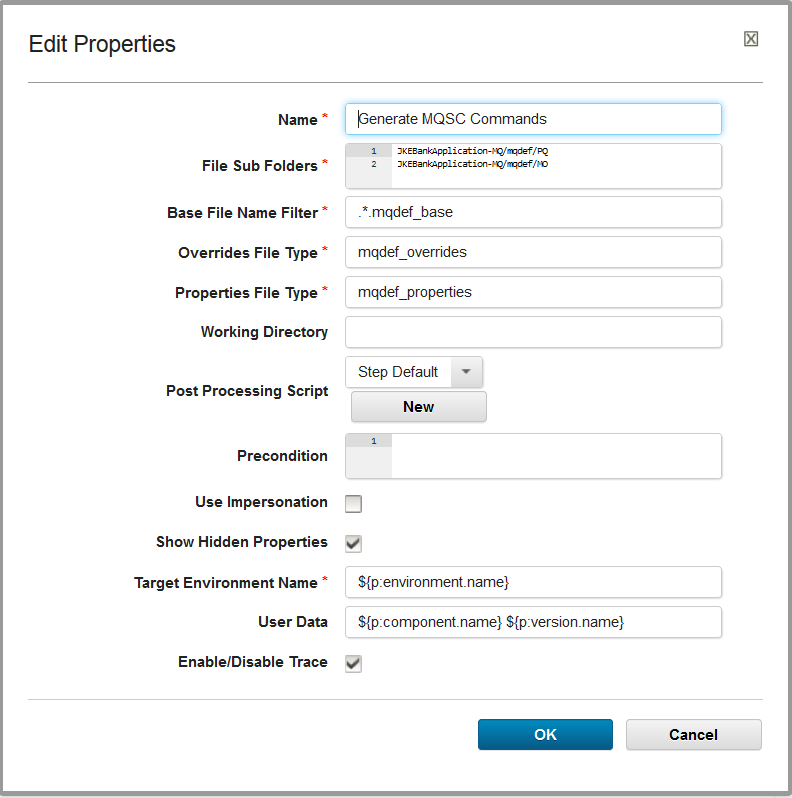 Edit Properties
Name *
Generate MQSC Commands
File Sub Folders *
1 JKEBankApplication-MQ/mqdef/PQ
2 JKEBankApplication-MQ/mqdef/MO
Base File Name Filter *
.*.mqdef_base
Overrides File Type *
mqdef_overrides
Properties File Type *
mqdef_properties
Working Directory
Post Processing Script
Step Default
New
Precondition
1
Use Impersonation
Show Hidden Properties
Target Environment Name *
${p:environment.name}
User Data
${p:component.name} ${p:version.name}
Enable/Disable Trace
OK
Cancel